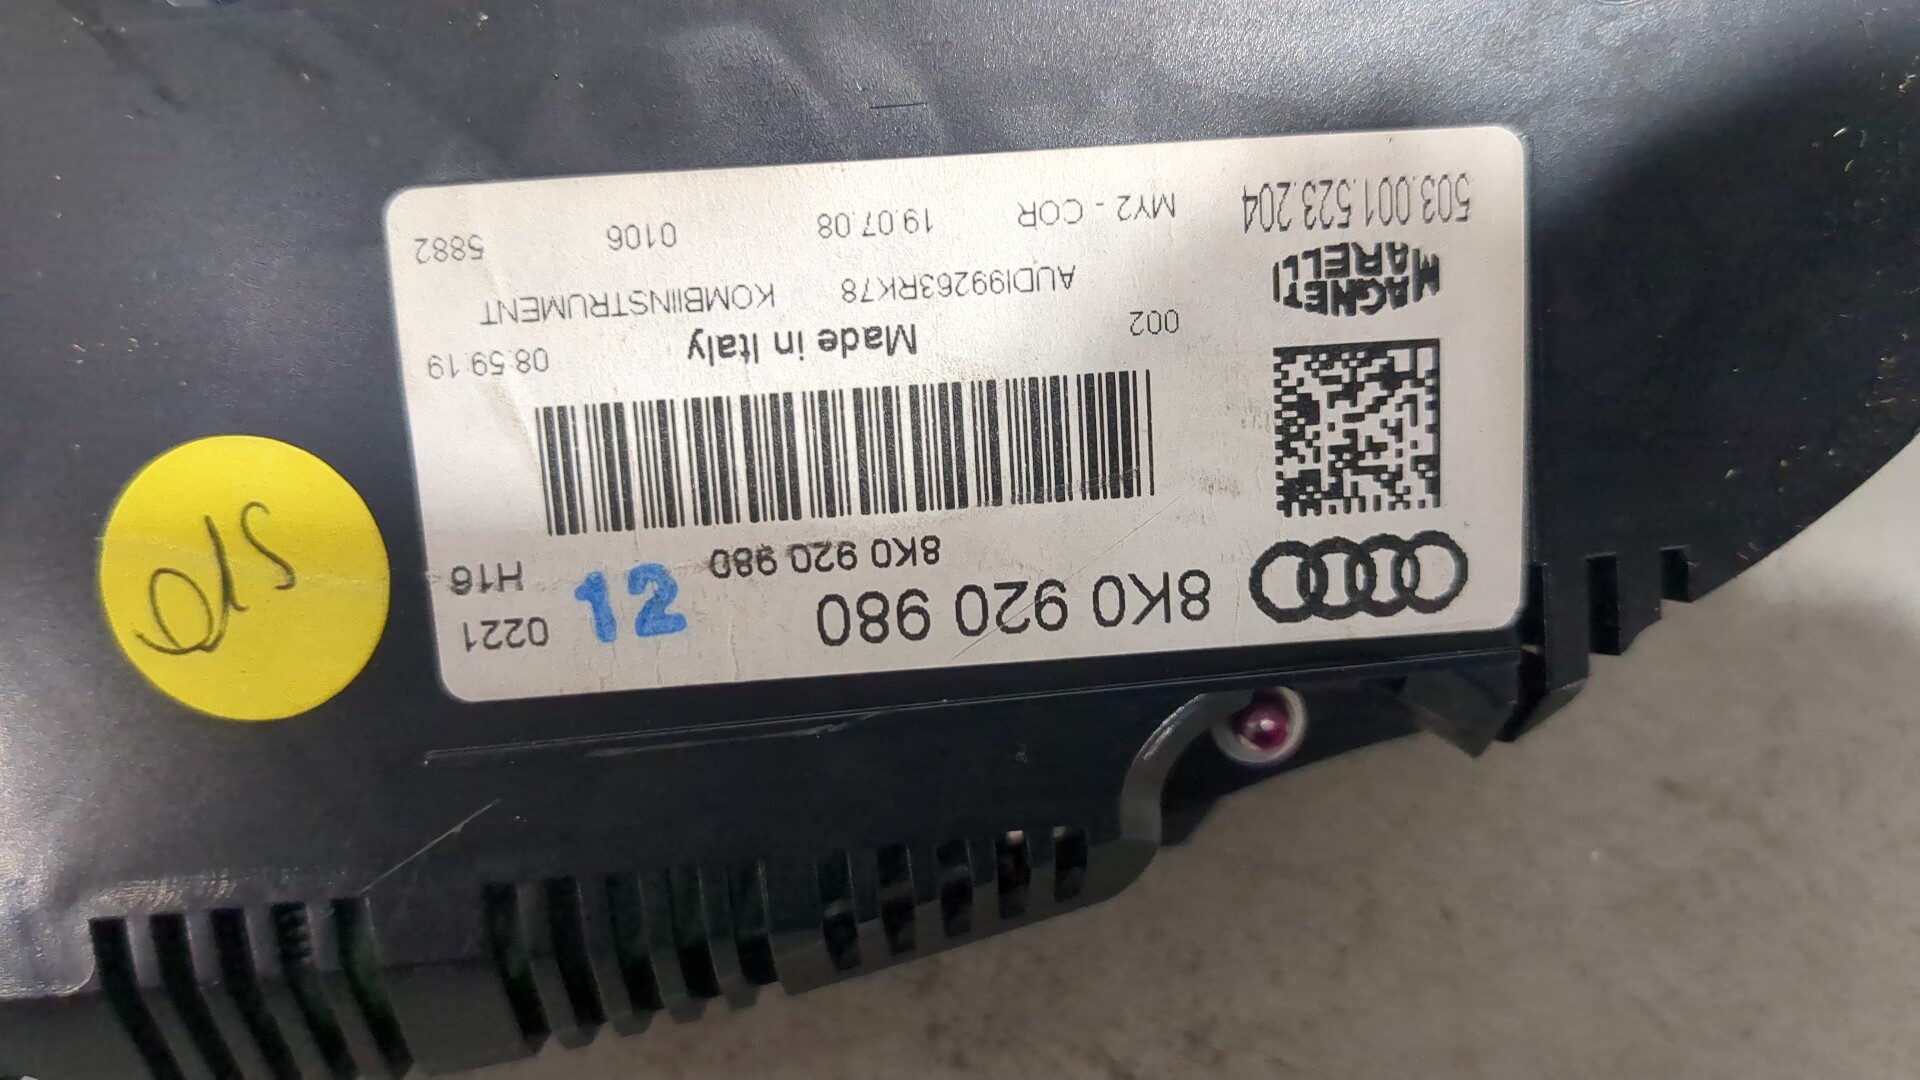 8K0 920 980
12
0221
8K0 920 980
H16
002
Made in Italy
08.59.19
AUDI99263RK78 KOMBIINSTRUMENT
MAGNETI
MARELLI
503.001.523.204
MY2 - COR 19.07.08 0106 5882